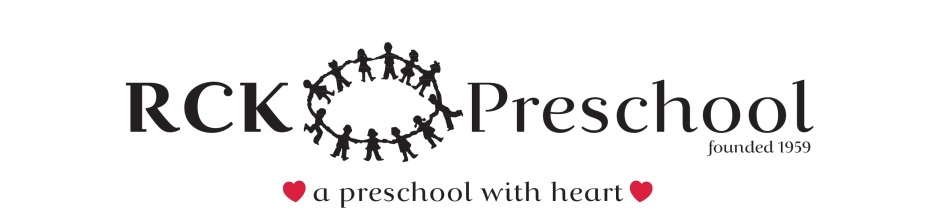 RCK Preschool
founded 1959
a preschool with heart